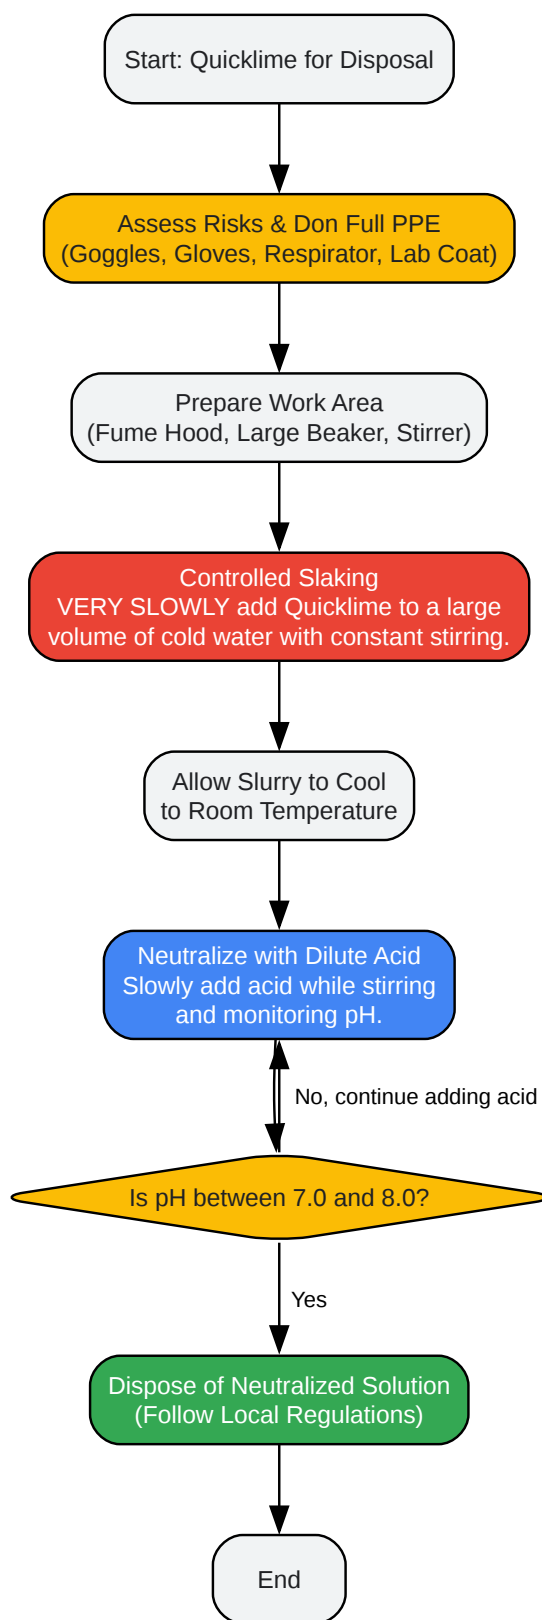 Start: Quicklime for Disposal
Assess Risks & Don Full PPE
(Goggles, Gloves, Respirator, Lab Coat)
Prepare Work Area
(Fume Hood, Large Beaker, Stirrer)
Controlled Slaking
VERY SLOWLY add Quicklime to a large
volume of cold water with constant stirring.
Allow Slurry to Cool
to Room Temperature
Neutralize with Dilute Acid
Slowly add acid while stirring
and monitoring pH.
No, continue adding acid
Is pH between 7.0 and 8.0?
Yes
Dispose of Neutralized Solution
(Follow Local Regulations)
End